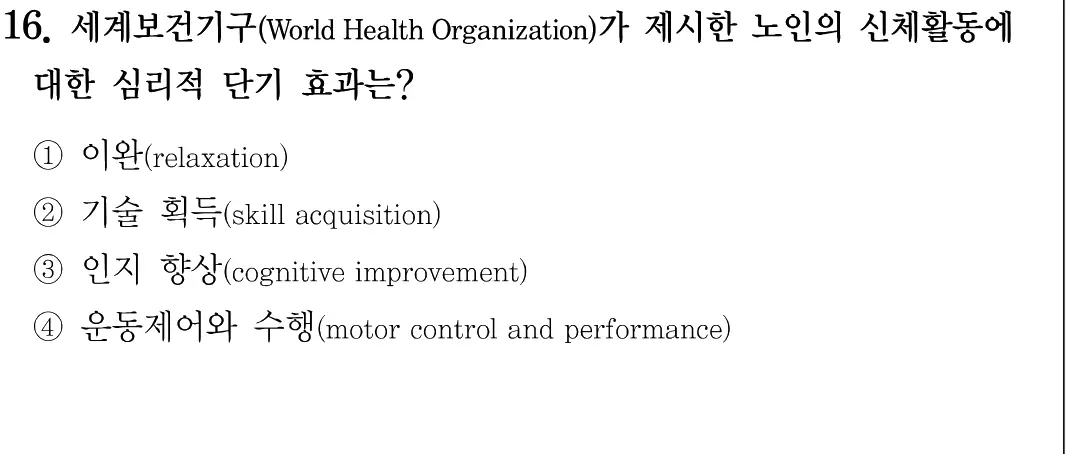 16. 세계보건기구(World Health Organization)가 제시한 노인의 신체활동에
대한 심리적 단기 효과는?
① 이완(relaxation)
② 기술 획득(skill acquisition)
③ 인지 향상(cognitive improvement)
④ 운동제어와 수행(motor control and performance)